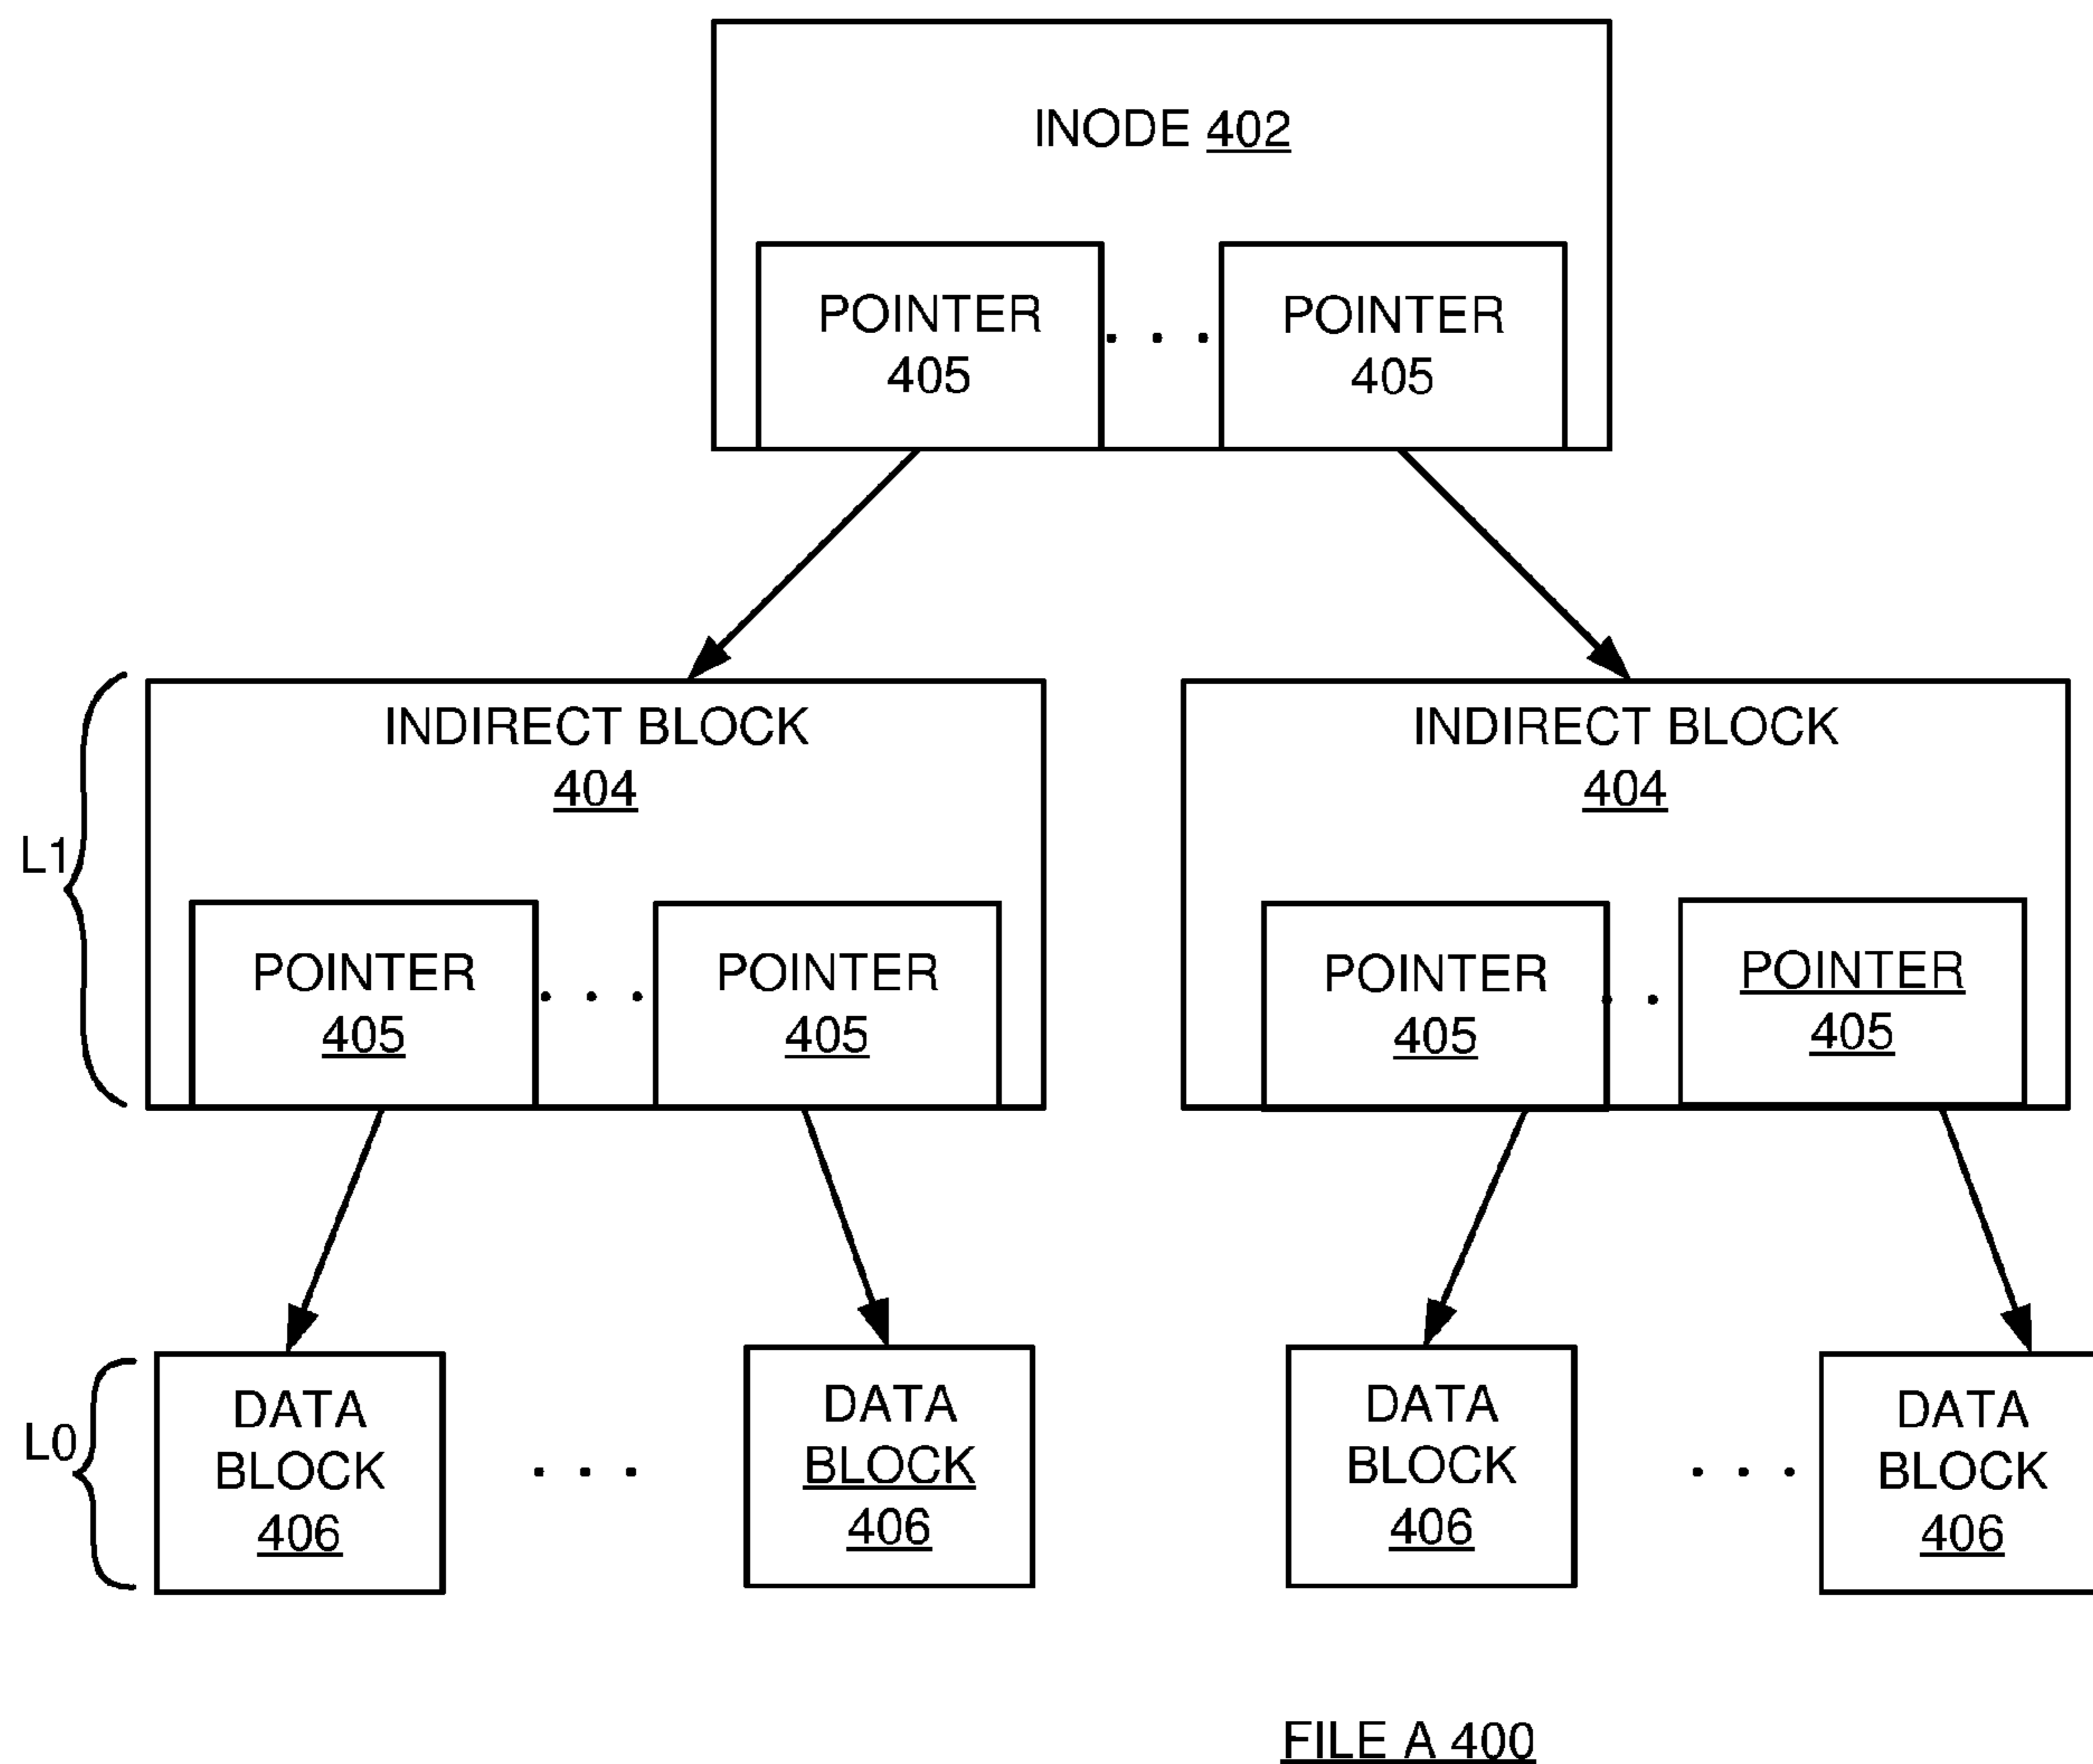 INODE 402
POINTER
405
. . .
POINTER
405
L1
INDIRECT BLOCK
404
POINTER
405
. . .
POINTER
405
INDIRECT BLOCK
404
POINTER
405
. .
POINTER
405
L0
DATA
BLOCK
406
. . .
DATA
BLOCK
406
DATA
BLOCK
406
. . .
DATA
BLOCK
406
FILE A 400